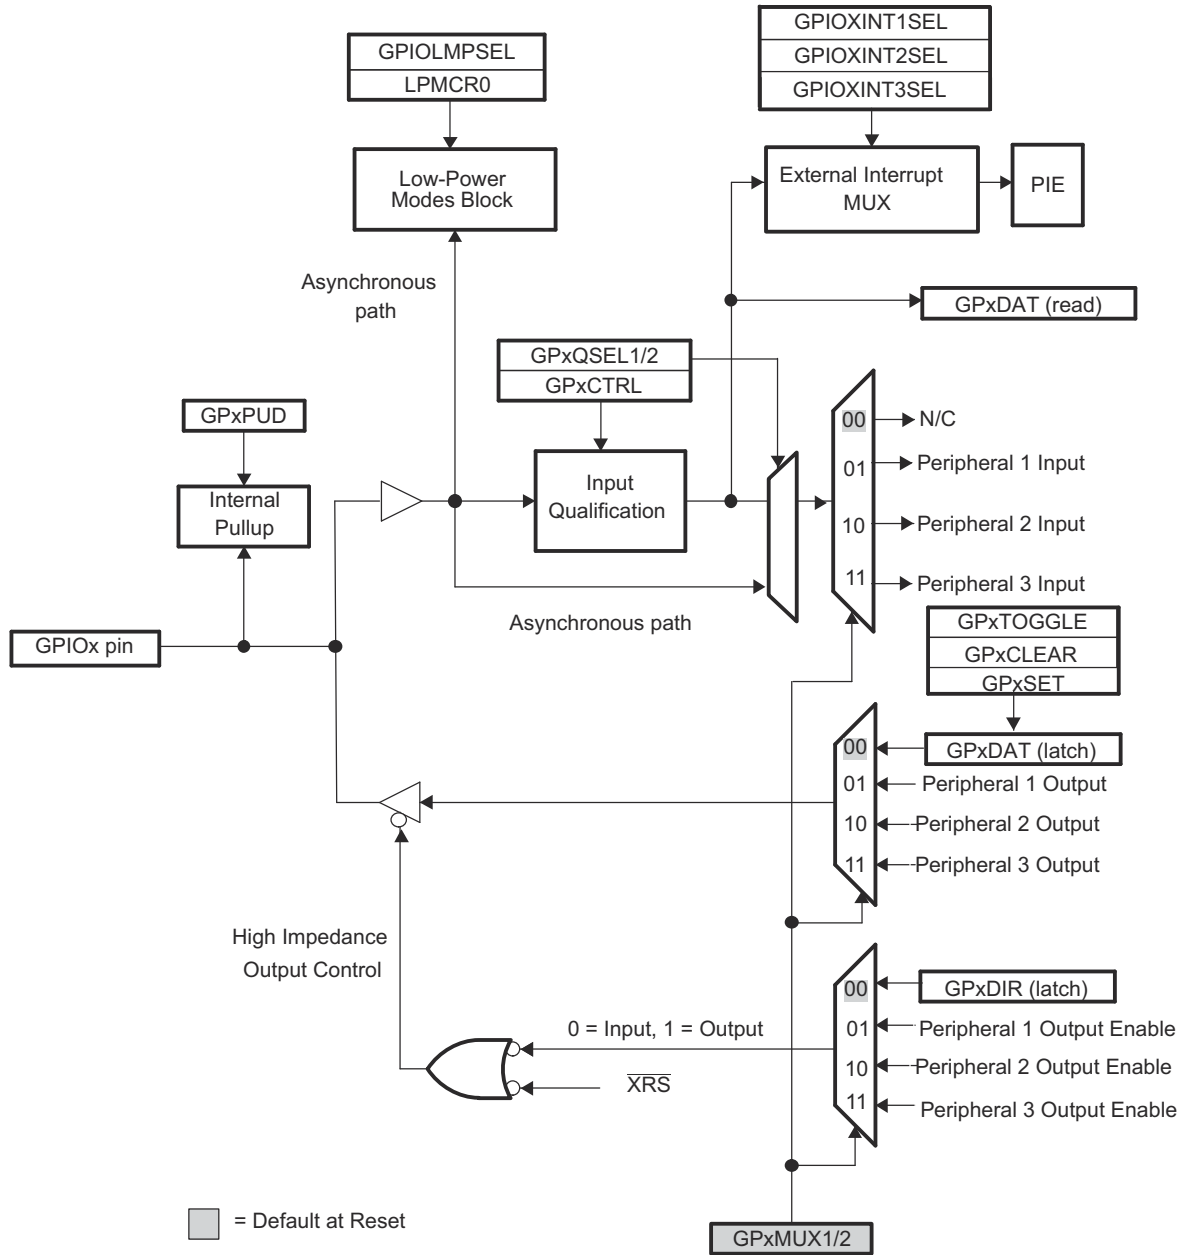 GPIOLMPSEL
LPMCR0
Low-Power
Modes Block
GPIOXINT1SEL
GPIOXINT2SEL
GPIOXINT3SEL
External Interrupt
MUX
PIE
Asynchronous
path
GPxDAT (read)
GPxQSEL1/2
GPxCTRL
GPxPUD
Internal
Pullup
Input
Qualification
00
N/C
01
Peripheral 1 Input
10
Peripheral 2 Input
11
Peripheral 3 Input
Asynchronous path
GPIOx pin
GPxTOGGLE
GPxCLEAR
GPxSET
00
GPxDAT (latch)
01
Peripheral 1 Output
10
Peripheral 2 Output
11
Peripheral 3 Output
High Impedance
Output Control
00
GPxDIR (latch)
0 = Input, 1 = Output
01
Peripheral 1 Output Enable
10
Peripheral 2 Output Enable
XRS
11
Peripheral 3 Output Enable
= Default at Reset
GPxMUX1/2